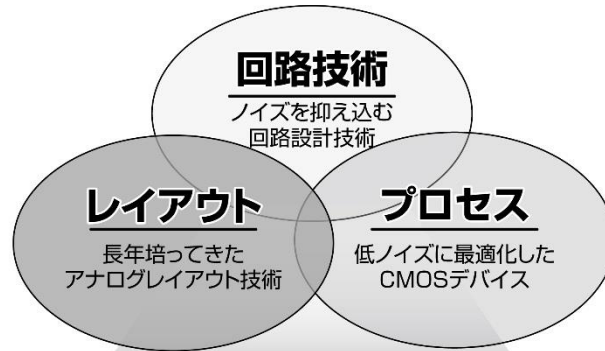 回路技術
ノイズを抑え込む
回路設計技術
レイアウト
長年培ってきた
アナログレイアウト技術
プロセス
低ノイズに最適化した
CMOSデバイス